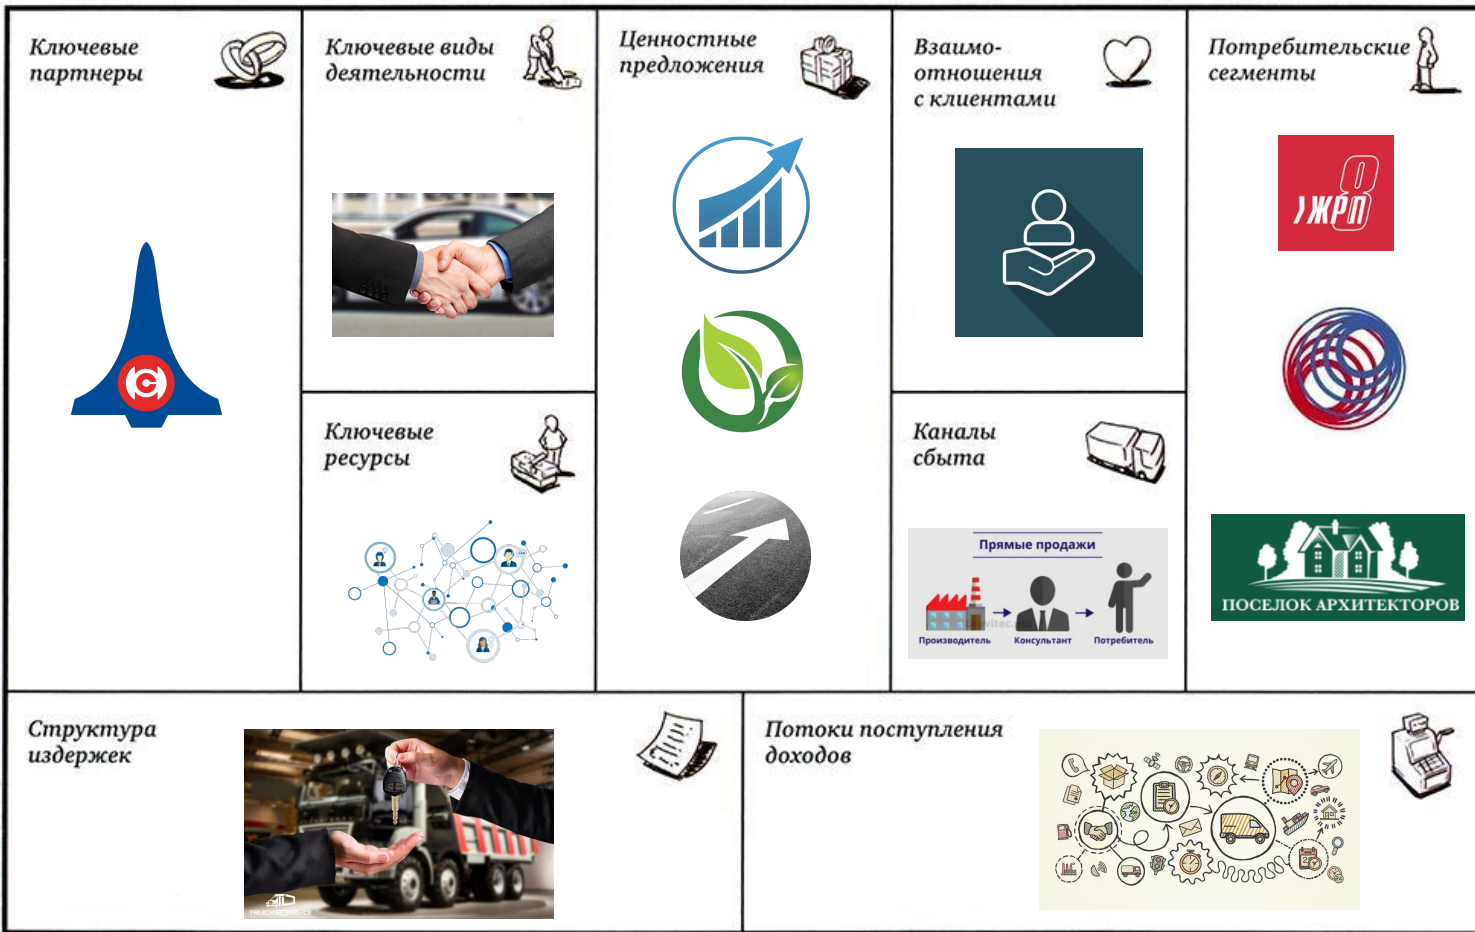 Ключевые
партнеры
Ключевые виды
деятельности
Ценностные
предложения
Взаимо-
отношения
с клиентами
Потребительские
сегменты
ЖРП
8
Ключевые
ресурсы
Каналы
сбыта
Прямые продажи
Производитель
Консультант
Потребитель
ПОСЕЛОК АРХИТЕКТОРОВ
Структура
издержек
Потоки поступления
доходов